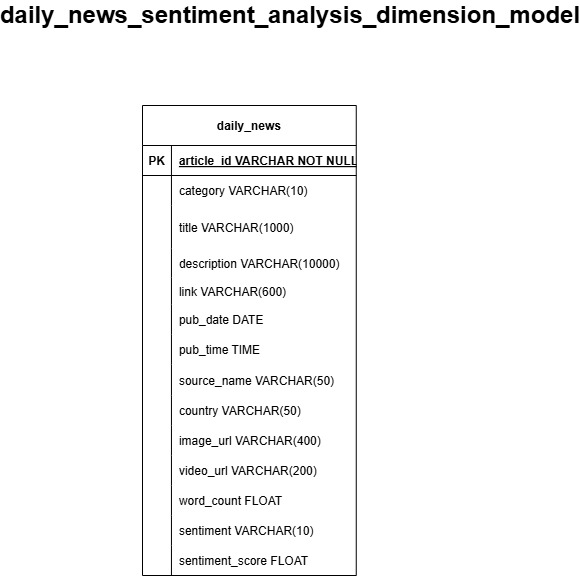 daily_news_sentiment_analysis_dimension_model
daily_news
PK article_id VARCHAR NOT NULL
category VARCHAR(10)
title VARCHAR(1000)
description VARCHAR(10000)
link VARCHAR(600)
pub_date DATE
pub_time TIME
source_name VARCHAR(50)
country VARCHAR(50)
image_url VARCHAR(400)
video_url VARCHAR(200)
word_count FLOAT
sentiment VARCHAR(10)
sentiment_score FLOAT